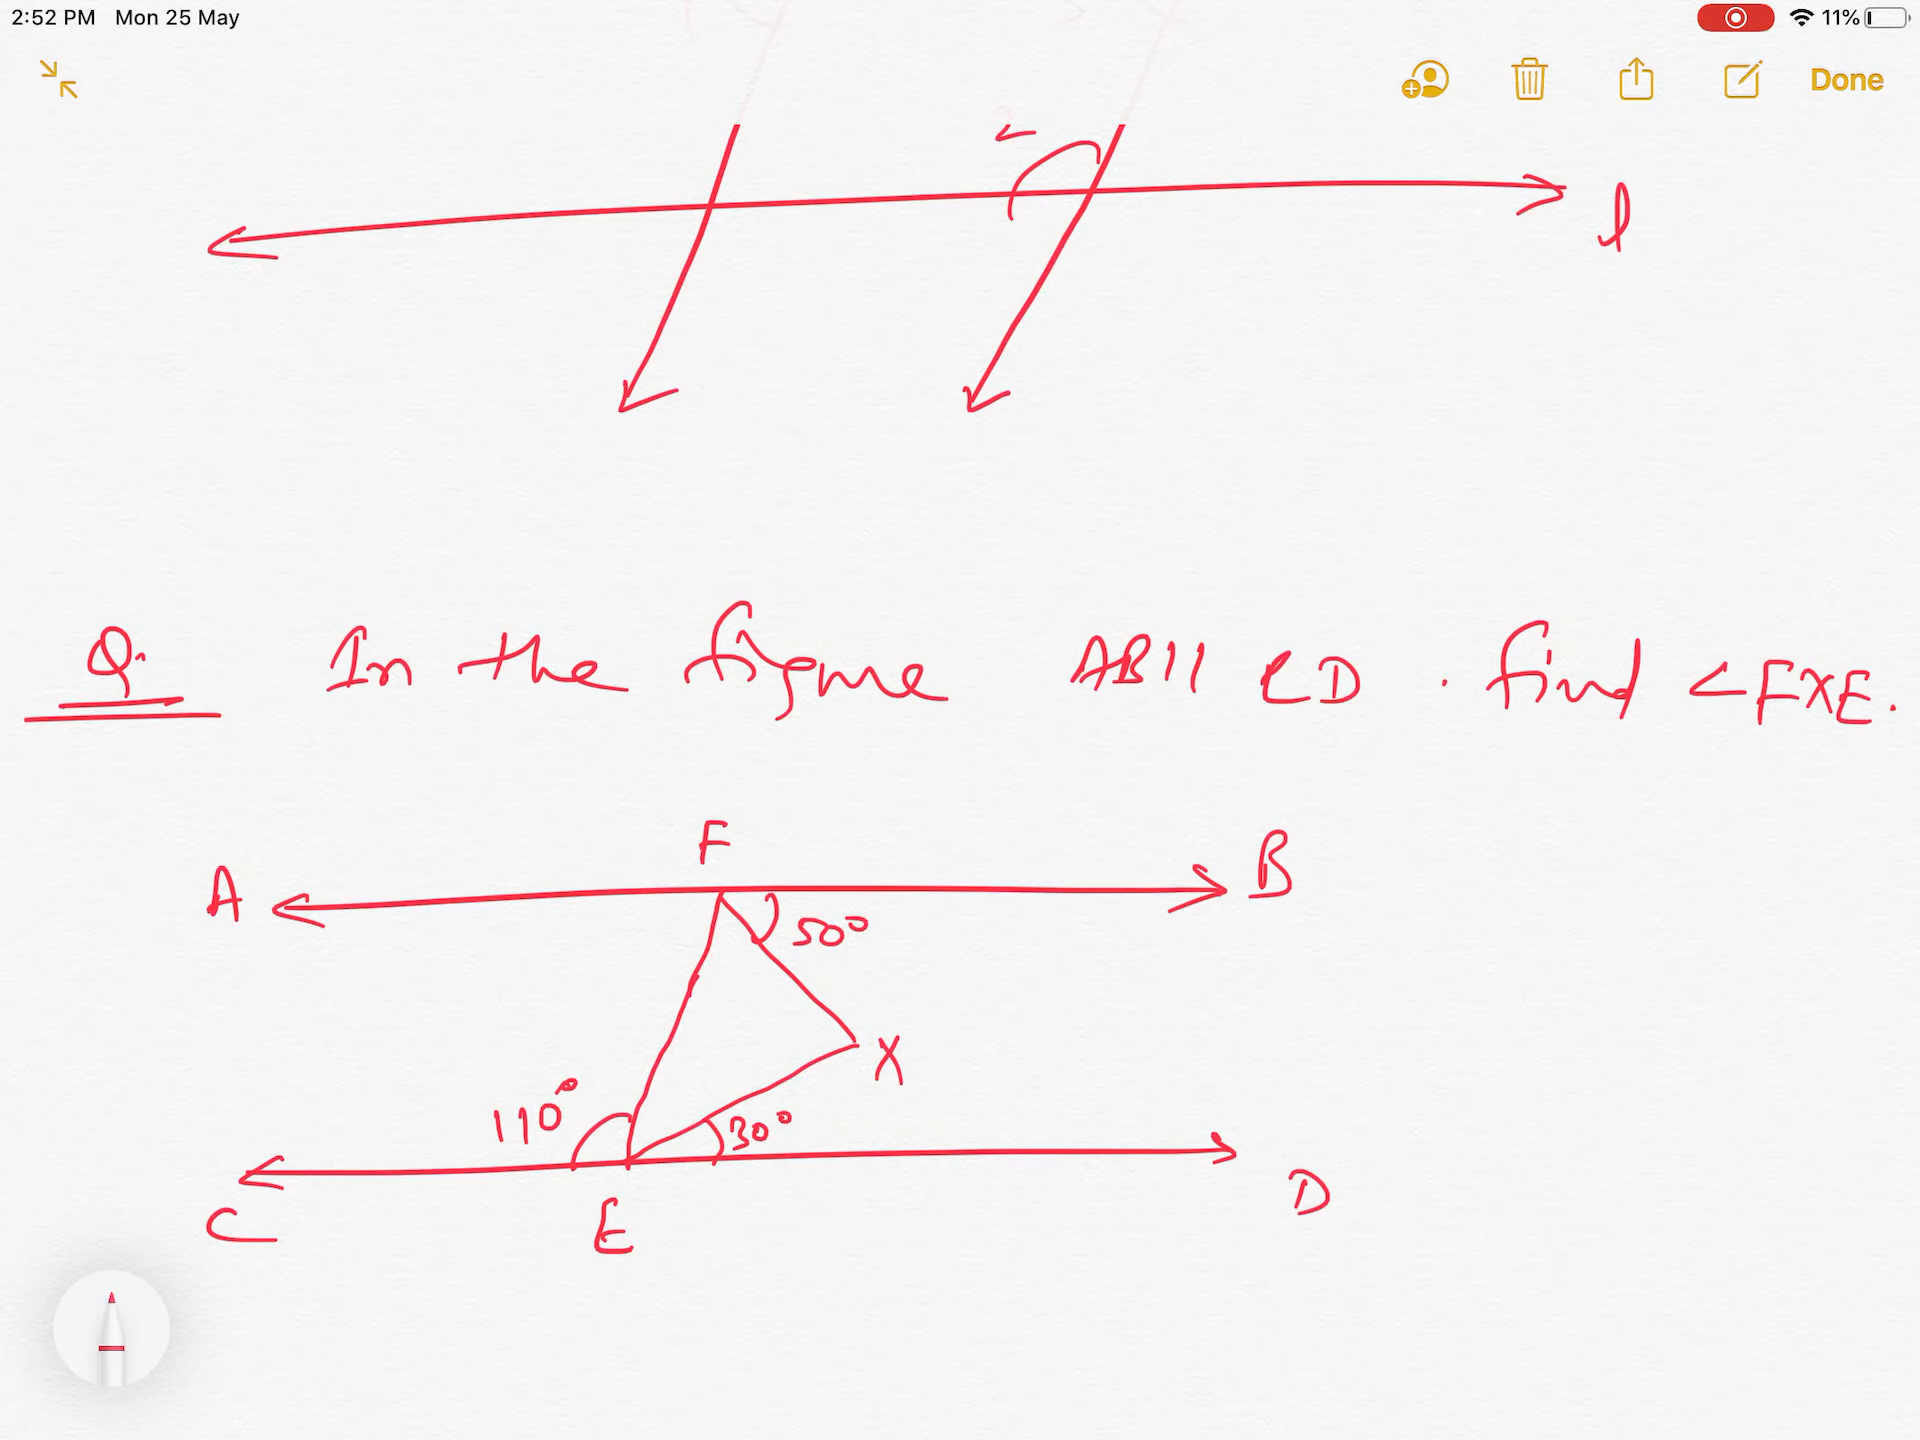 2:52 PM Mon 25 May
11%
Done
l
Q. In the figure AB || CD . find <FXE.
F
A
B
50°
X
110°
30°
C
E
D